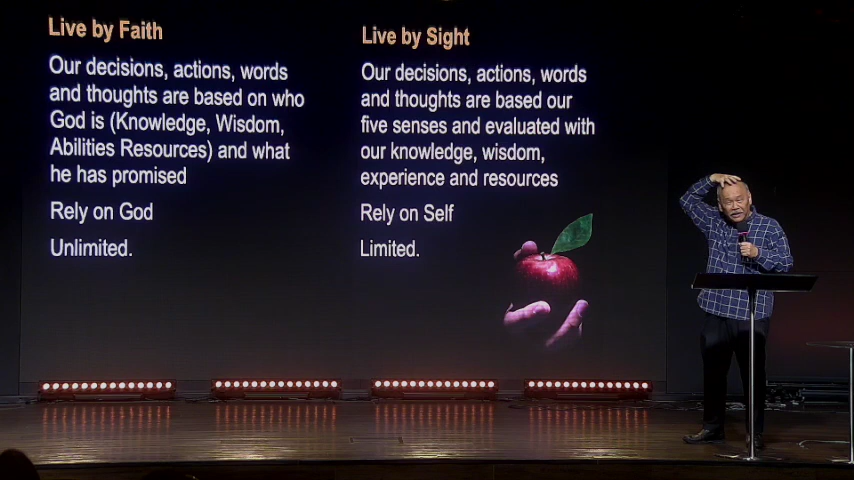 Live by Faith
Our decisions, actions, words
and thoughts are based on who
God is (Knowledge, Wisdom,
Abilities Resources) and what
he has promised
Rely on God
Unlimited.
Live by Sight
Our decisions, actions, words
and thoughts are based our
five senses and evaluated with
our knowledge, wisdom,
experience and resources
Rely on Self
Limited.